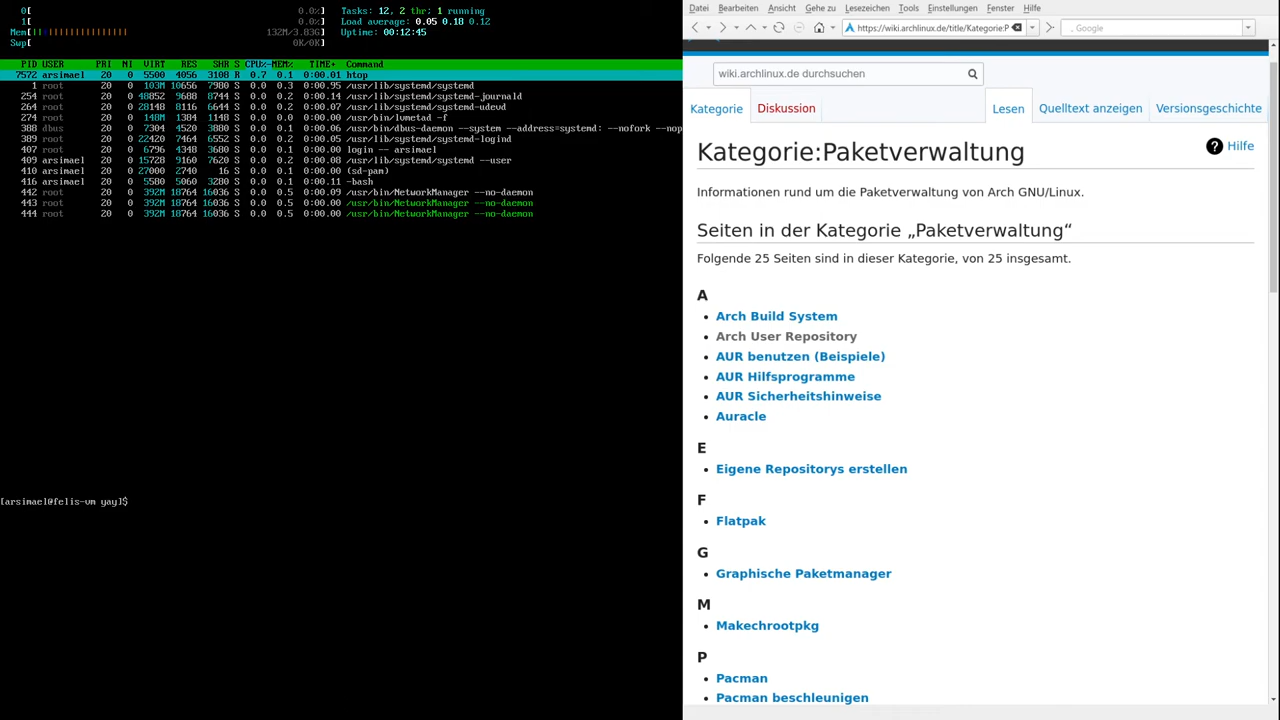 0[ 0.0%] Tasks: 12, 2 thr: 1 running
1[ 0.0%] Load average: 0.05 0.18 0.12
Mem[||||||||||||||||||||| 132M/3.83G] Uptime: 00:12:45
Swp[ 0K/0K]
PID USER PRI NI VIRT RES SHR S CPU%-MEM% TIME+ Command
7572 arsimael 20 0 5500 4056 3108 R 0.7 0.1 0:00.01 htop
1 root 20 0 103M 10656 7980 S 0.0 0.3 0:00.95 /usr/lib/systemd/systemd
254 root 20 0 48852 9688 8744 S 0.0 0.2 0:00.14 /usr/lib/systemd/systemd-journald
264 root 20 0 28148 8116 6644 S 0.0 0.2 0:00.07 /usr/lib/systemd/systemd-udevd
274 root 20 0 148M 1384 1148 S 0.0 0.0 0:00.00 /usr/bin/lvmetad -f
388 dbus 20 0 7304 4520 3880 S 0.0 0.1 0:00.06 /usr/bin/dbus-daemon --system --address=systemd: --nofork --nop
389 root 20 0 22420 7464 6552 S 0.0 0.2 0:00.05 /usr/lib/systemd/systemd-logind
407 root 20 0 6796 4348 3680 S 0.0 0.1 0:00.00 login -- arsimael
409 arsimael 20 0 15728 9160 7620 S 0.0 0.2 0:00.08 /usr/lib/systemd/systemd --user
410 arsimael 20 0 27000 2740 16 S 0.0 0.1 0:00.00 (sd-pam)
416 arsimael 20 0 5580 5060 3280 S 0.0 0.1 0:00.11 -bash
442 root 20 0 392M 18764 16036 S 0.0 0.5 0:00.09 /usr/bin/NetworkManager --no-daemon
443 root 20 0 392M 18764 16036 S 0.0 0.5 0:00.00 /usr/bin/NetworkManager --no-daemon
444 root 20 0 392M 18764 16036 S 0.0 0.5 0:00.00 /usr/bin/NetworkManager --no-daemon
[arsimael@felis-vm yay]$
Datei Bearbeiten Ansicht Gehe zu Lesezeichen Tools Einstellungen Fenster Hilfe
https://wiki.archlinux.de/title/Kategorie:P Google
wiki.archlinux.de durchsuchen
Kategorie Diskussion Lesen Quelltext anzeigen Versionsgeschichte
Kategorie:Paketverwaltung
? Hilfe
Informationen rund um die Paketverwaltung von Arch GNU/Linux.
Seiten in der Kategorie „Paketverwaltung“
Folgende 25 Seiten sind in dieser Kategorie, von 25 insgesamt.
A
Arch Build System
Arch User Repository
AUR benutzen (Beispiele)
AUR Hilfsprogramme
AUR Sicherheitshinweise
Auracle
E
Eigene Repositorys erstellen
F
Flatpak
G
Graphische Paketmanager
M
Makechrootpkg
P
Pacman
Pacman beschleunigen